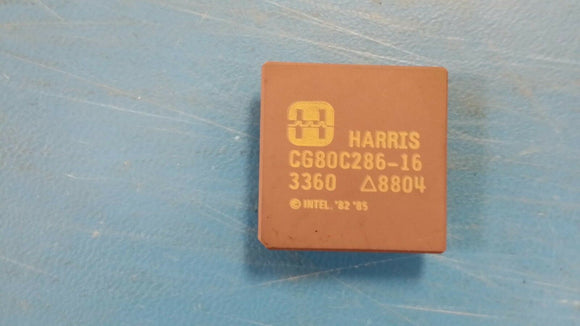 HARRIS
CG80C286-16
3360 △8804
© INTEL. '82 '85